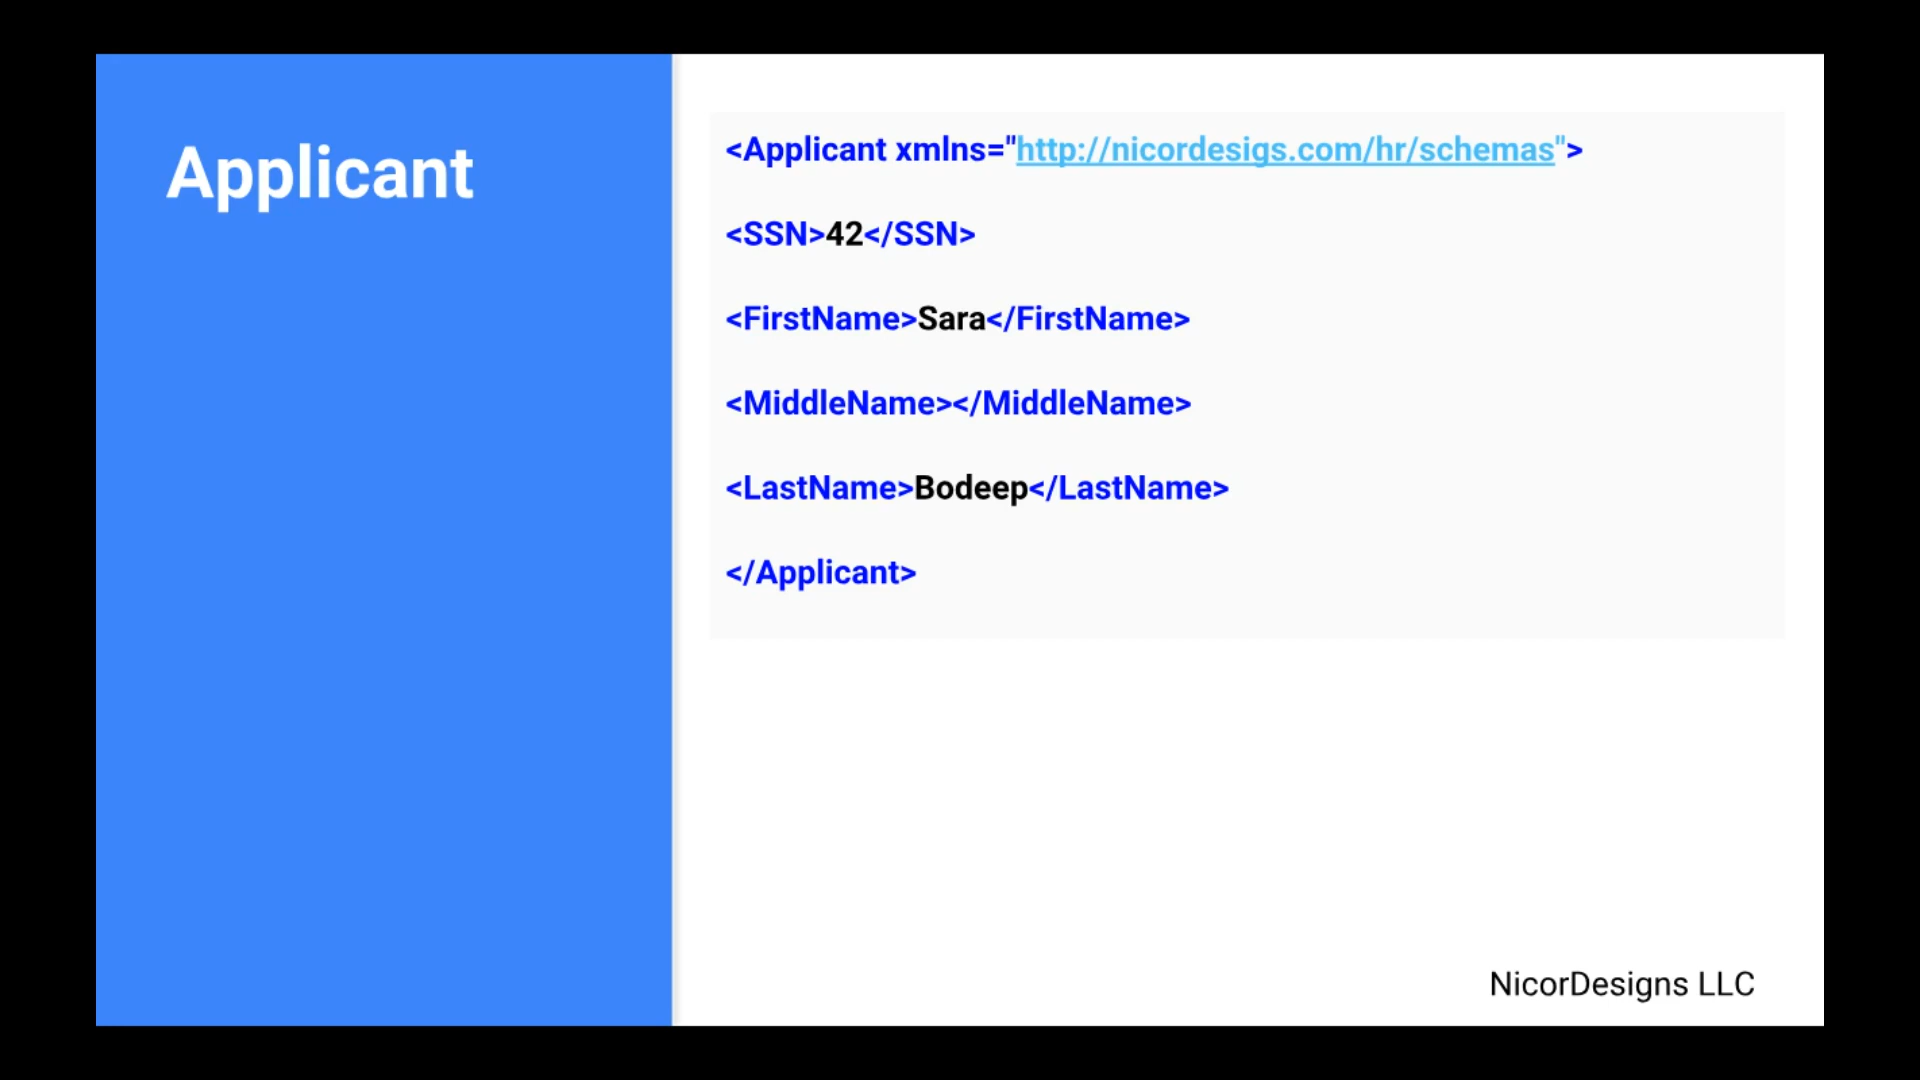 Applicant
<Applicant xmlns="http://nicordesigs.com/hr/schemas">
<SSN>42</SSN>
<FirstName>Sara</FirstName>
<MiddleName></MiddleName>
<LastName>Bodeep</LastName>
</Applicant>
NicorDesigns LLC